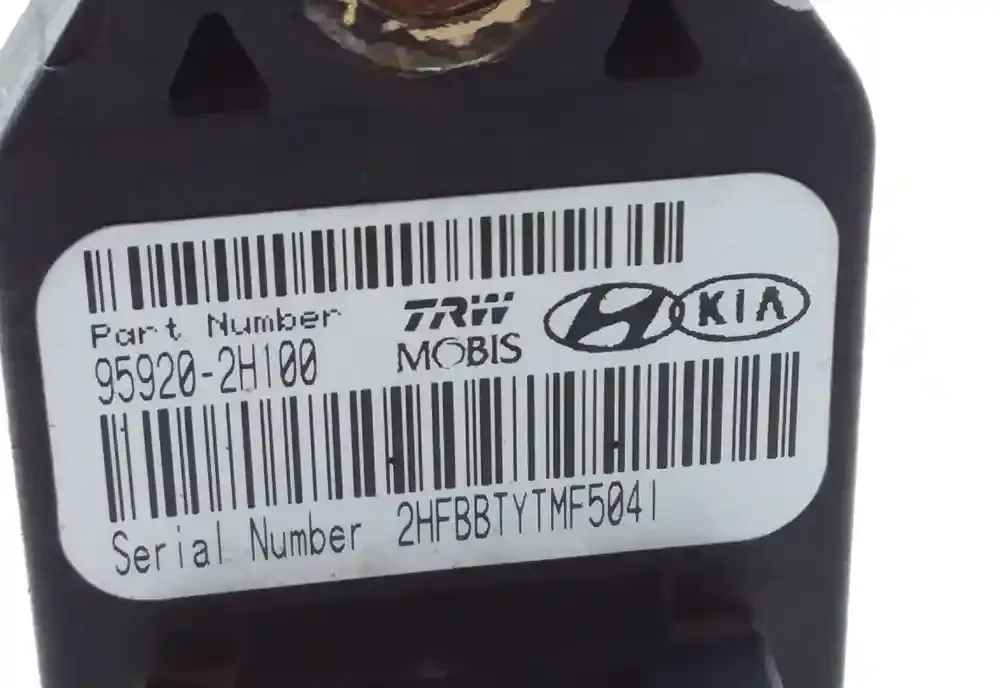 Part Number
95920-2H100
TRW
MOBIS
KIA
Serial Number 2HFBBTYTMF5041